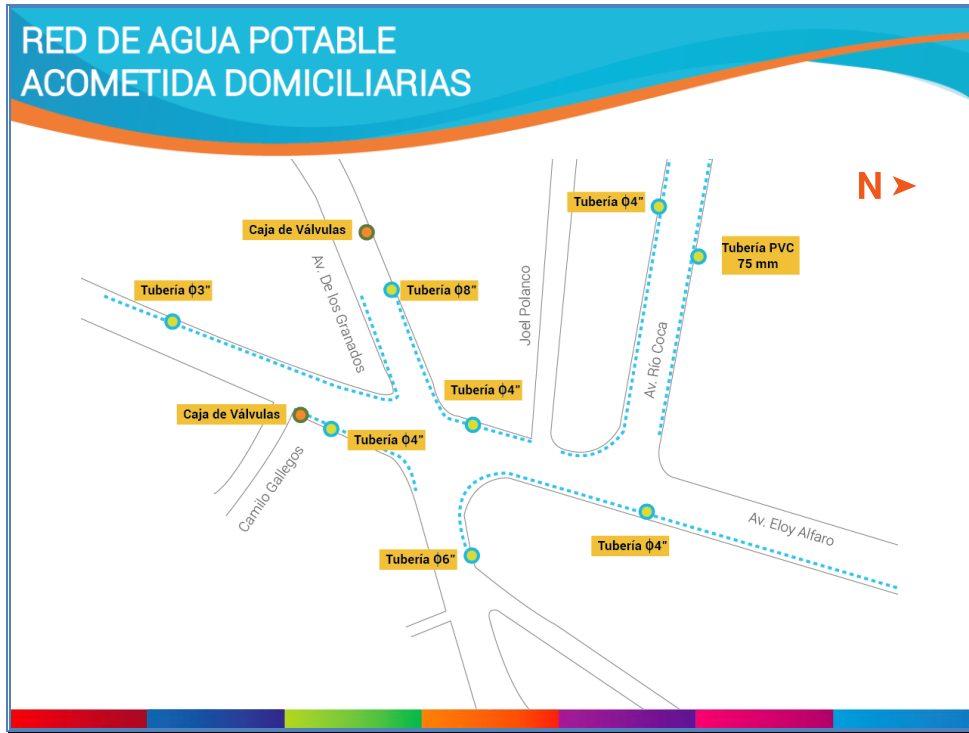 RED DE AGUA POTABLE
ACOMETIDA DOMICILIARIAS
N
Tubería ϕ4"
Caja de Válvulas
Tubería PVC
75 mm
Tubería ϕ3"
Av. De los Granados
Tubería ϕ8"
Joel Polanco
Av. Río Coca
Tubería ϕ4"
Caja de Válvulas
Tubería ϕ4"
Camilo Gallegos
Av. Eloy Alfaro
Tubería ϕ4"
Tubería ϕ6"